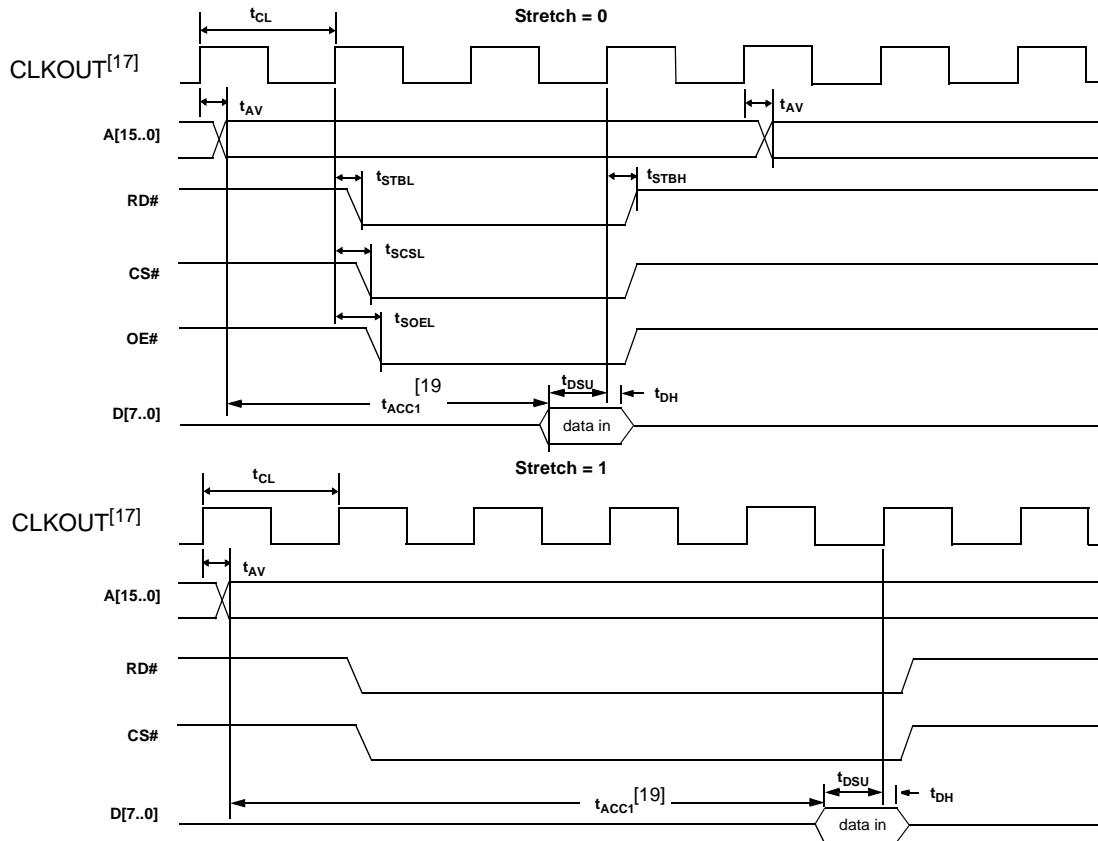 Stretch = 0
tCL
CLKOUT[17]
tAV
tAV
A[15..0]
tSTBL
tSTBH
RD#
tSCSL
CS#
tSOEL
OE#
tACC1[19
tDSU
tDH
D[7..0]
data in
Stretch = 1
tCL
CLKOUT[17]
tAV
A[15..0]
RD#
CS#
tACC1[19]
tDSU
tDH
D[7..0]
data in